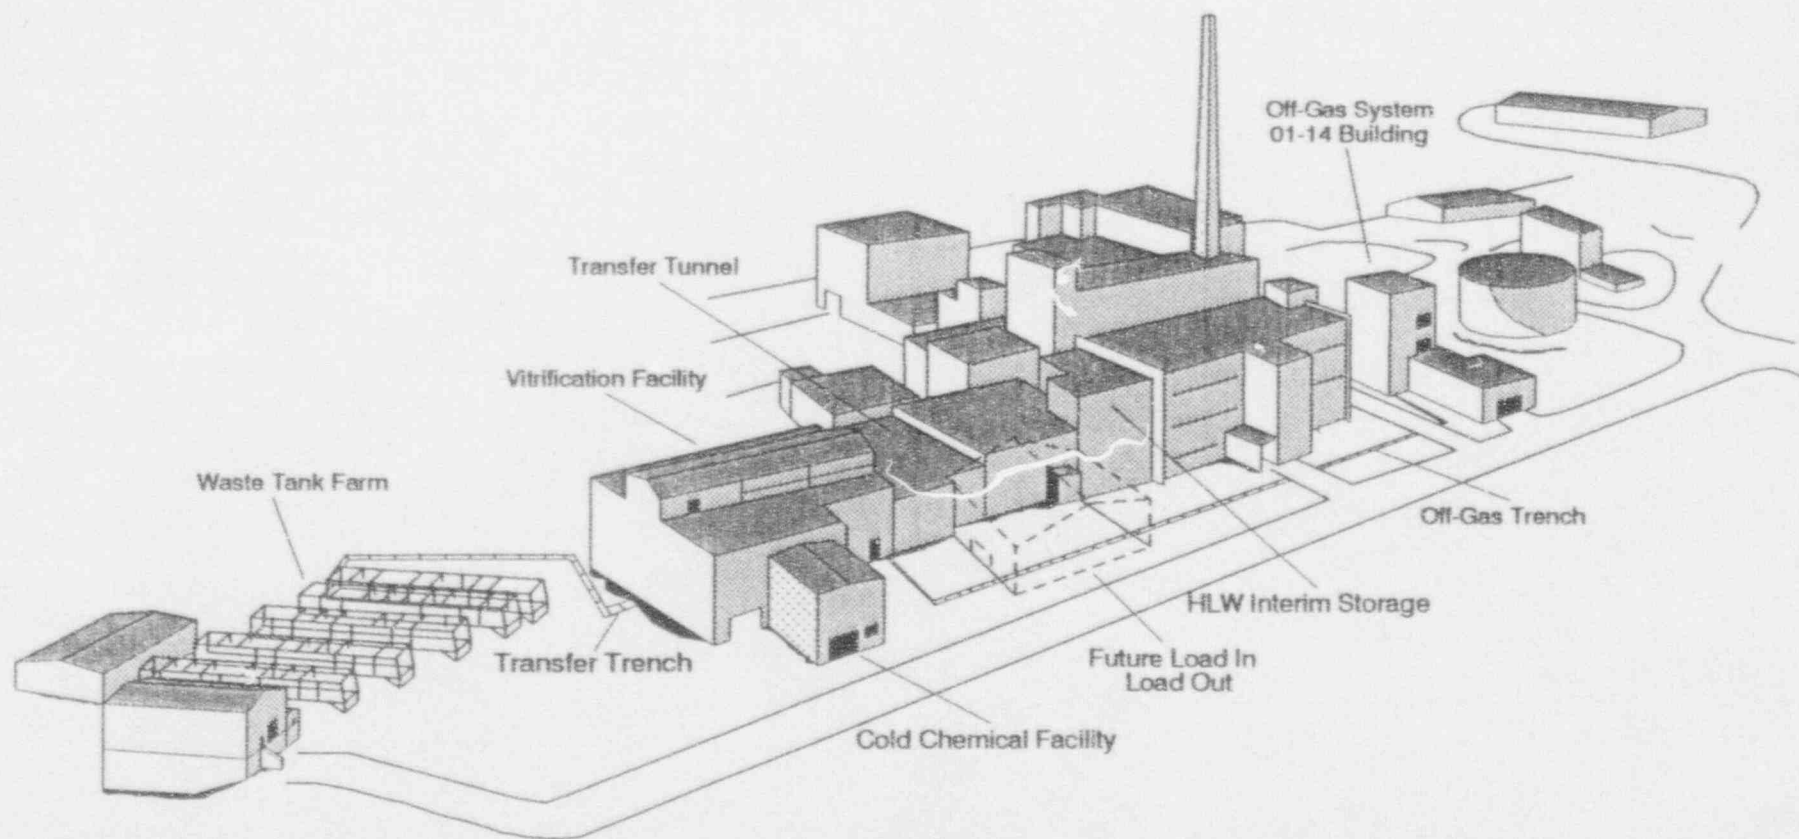 Off-Gas System
01-14 Building
Transfer Tunnel
Vitrification Facility
Waste Tank Farm
Off-Gas Trench
HLW Interim Storage
Transfer Trench
Future Load In
Load Out
Cold Chemical Facility